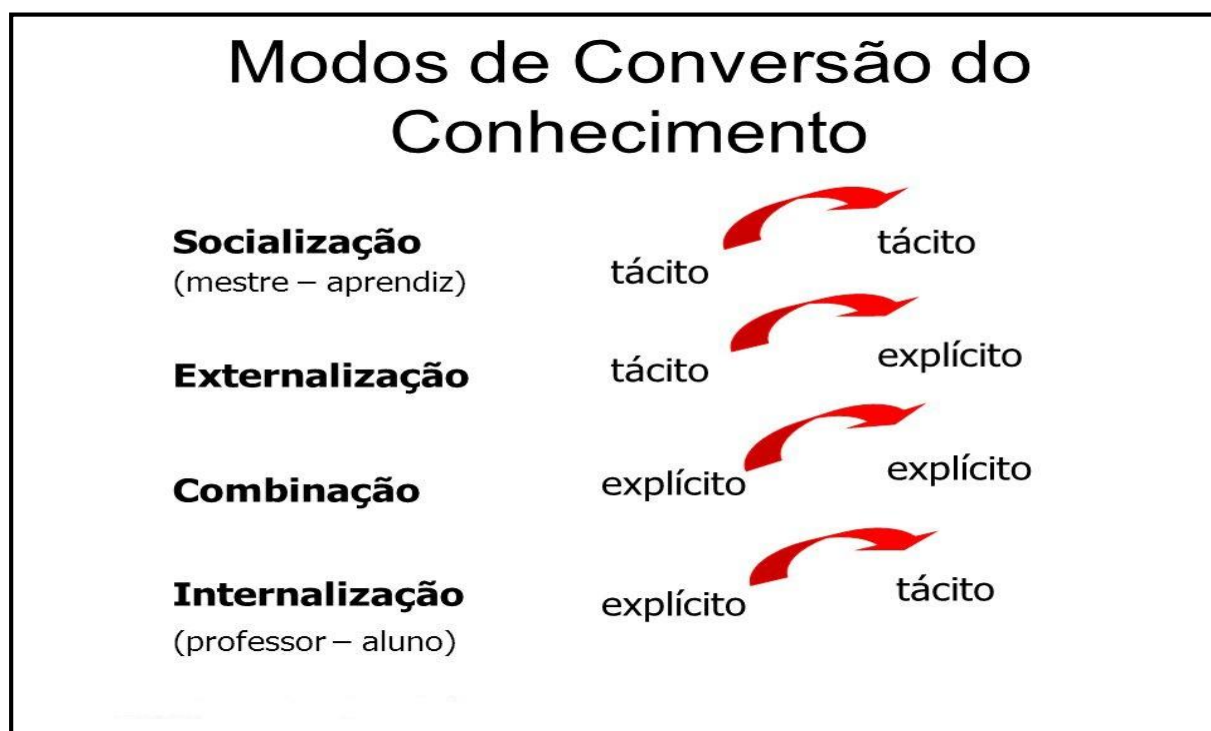 Modos de Conversão do
Conhecimento
Socialização
(mestre – aprendiz)
tácito
tácito
Externalização
tácito
explícito
Combinação
explícito
explícito
Internalização
(professor – aluno)
explícito
tácito